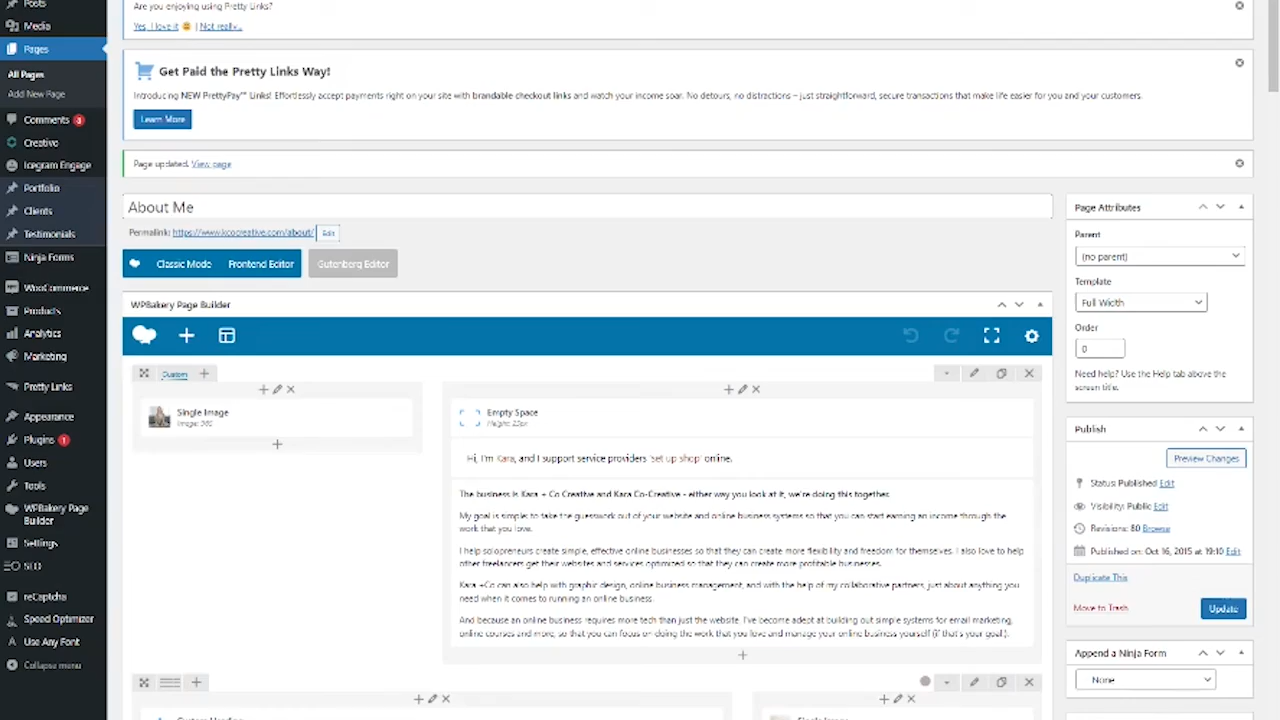 Posts
Media
Pages
All Pages
Add New Page
Comments 3
Creativo
Icegram Engage
Portfolio
Clients
Testimonials
Ninja Forms
WooCommerce
Products
Analytics
Marketing
Pretty Links
Appearance
Plugins 1
Users
Tools
WPBakery Page
Builder
Settings
SEO
reCaptcha
Speed Optimizer
Use Any Font
Collapse menu
Are you enjoying using Pretty Links?
Yes, I love it | Not really...
Get Paid the Pretty Links Way!
Introducing NEW PrettyPay™ Links! Effortlessly accept payments right on your site with brandable checkout links and watch your income soar. No detours, no distractions – just straightforward, secure transactions that make life easier for you and your customers.
Learn More
Page updated. View page
About Me
Permalink: https://www.kcocreative.com/about/ Edit
Classic Mode Frontend Editor Gutenberg Editor
WPBakery Page Builder
Custom
Single Image
Image: 365
Empty Space
Height: 25px
Hi, I'm Kara, and I support service providers 'set up shop' online.
The business is Kara + Co Creative and Kara Co-Creative - either way you look at it, we're doing this together.
My goal is simple: to take the guesswork out of your website and online business systems so that you can start earning an income through the
work that you love.
I help solopreneurs create simple, effective online businesses so that they can create more flexibility and freedom for themselves. I also love to help
other freelancers get their websites and services optimized so that they can create more profitable businesses.
Kara +Co can also help with graphic design, online business management, and with the help of my collaborative partners, just about anything you
need when it comes to running an online business.
And because an online business requires more tech than just the website, I've become adept at building out simple systems for email marketing,
online courses and more, so that you can focus on doing the work that you love and manage your online business yourself (if that's your goal!).
Custom Heading
Single Image
Page Attributes
Parent
(no parent)
Template
Full Width
Order
0
Need help? Use the Help tab above the
screen title.
Publish
Preview Changes
Status: Published Edit
Visibility: Public Edit
Revisions: 80 Browse
Published on: Oct 16, 2015 at 19:10 Edit
Duplicate This
Move to Trash
Update
Append a Ninja Form
None